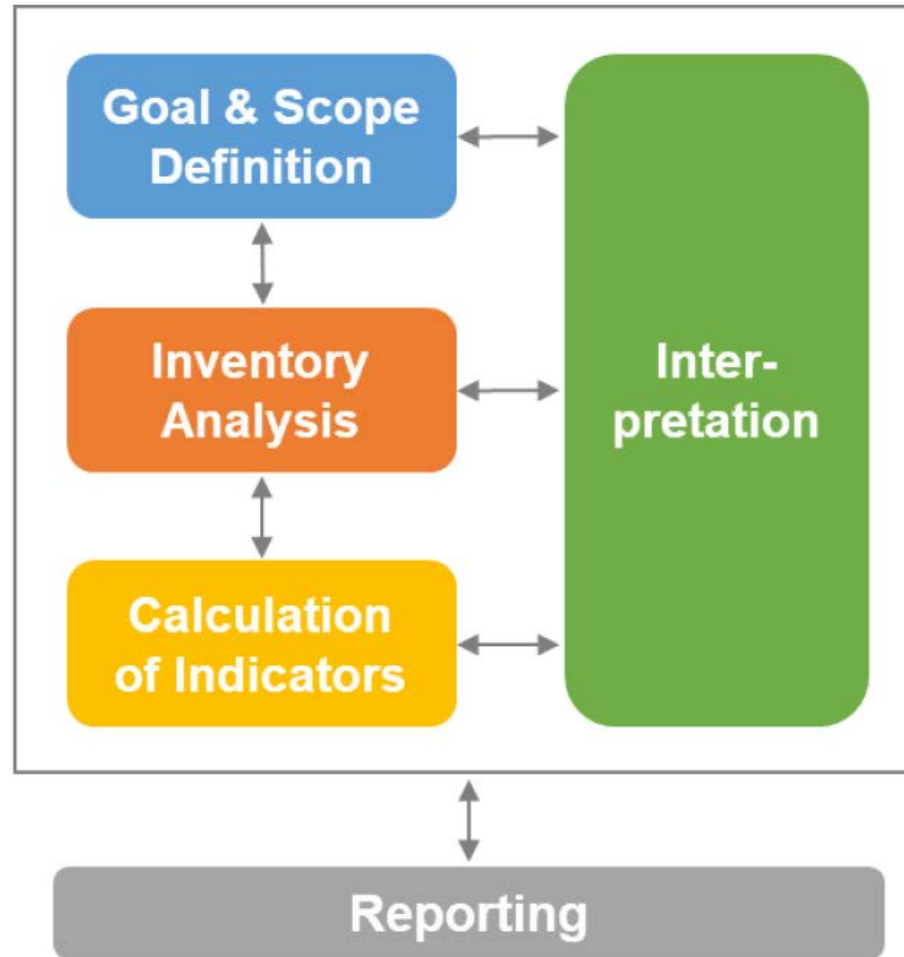 Goal & Scope
Definition
Inventory
Analysis
Calculation
of Indicators
Inter-
pretation
Reporting